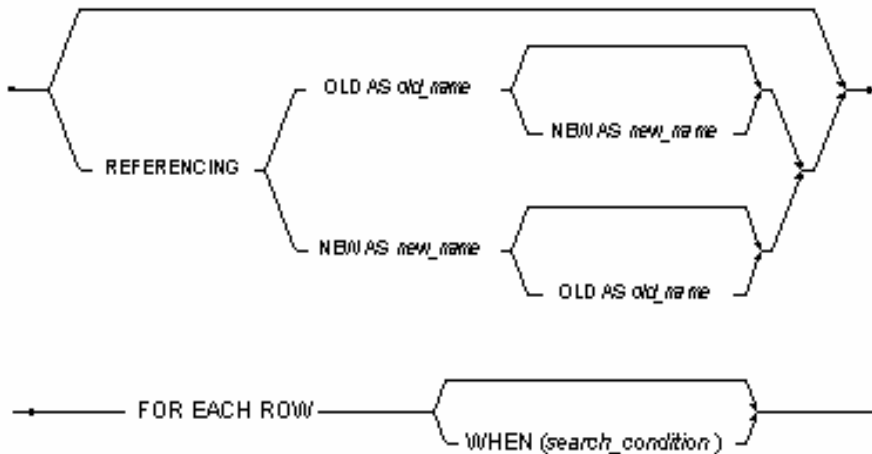 OLD AS old_name
NEW AS new_name
REFERENCING
NEW AS new_name
OLD AS old_name
FOR EACH ROW
WHEN (search_condition)